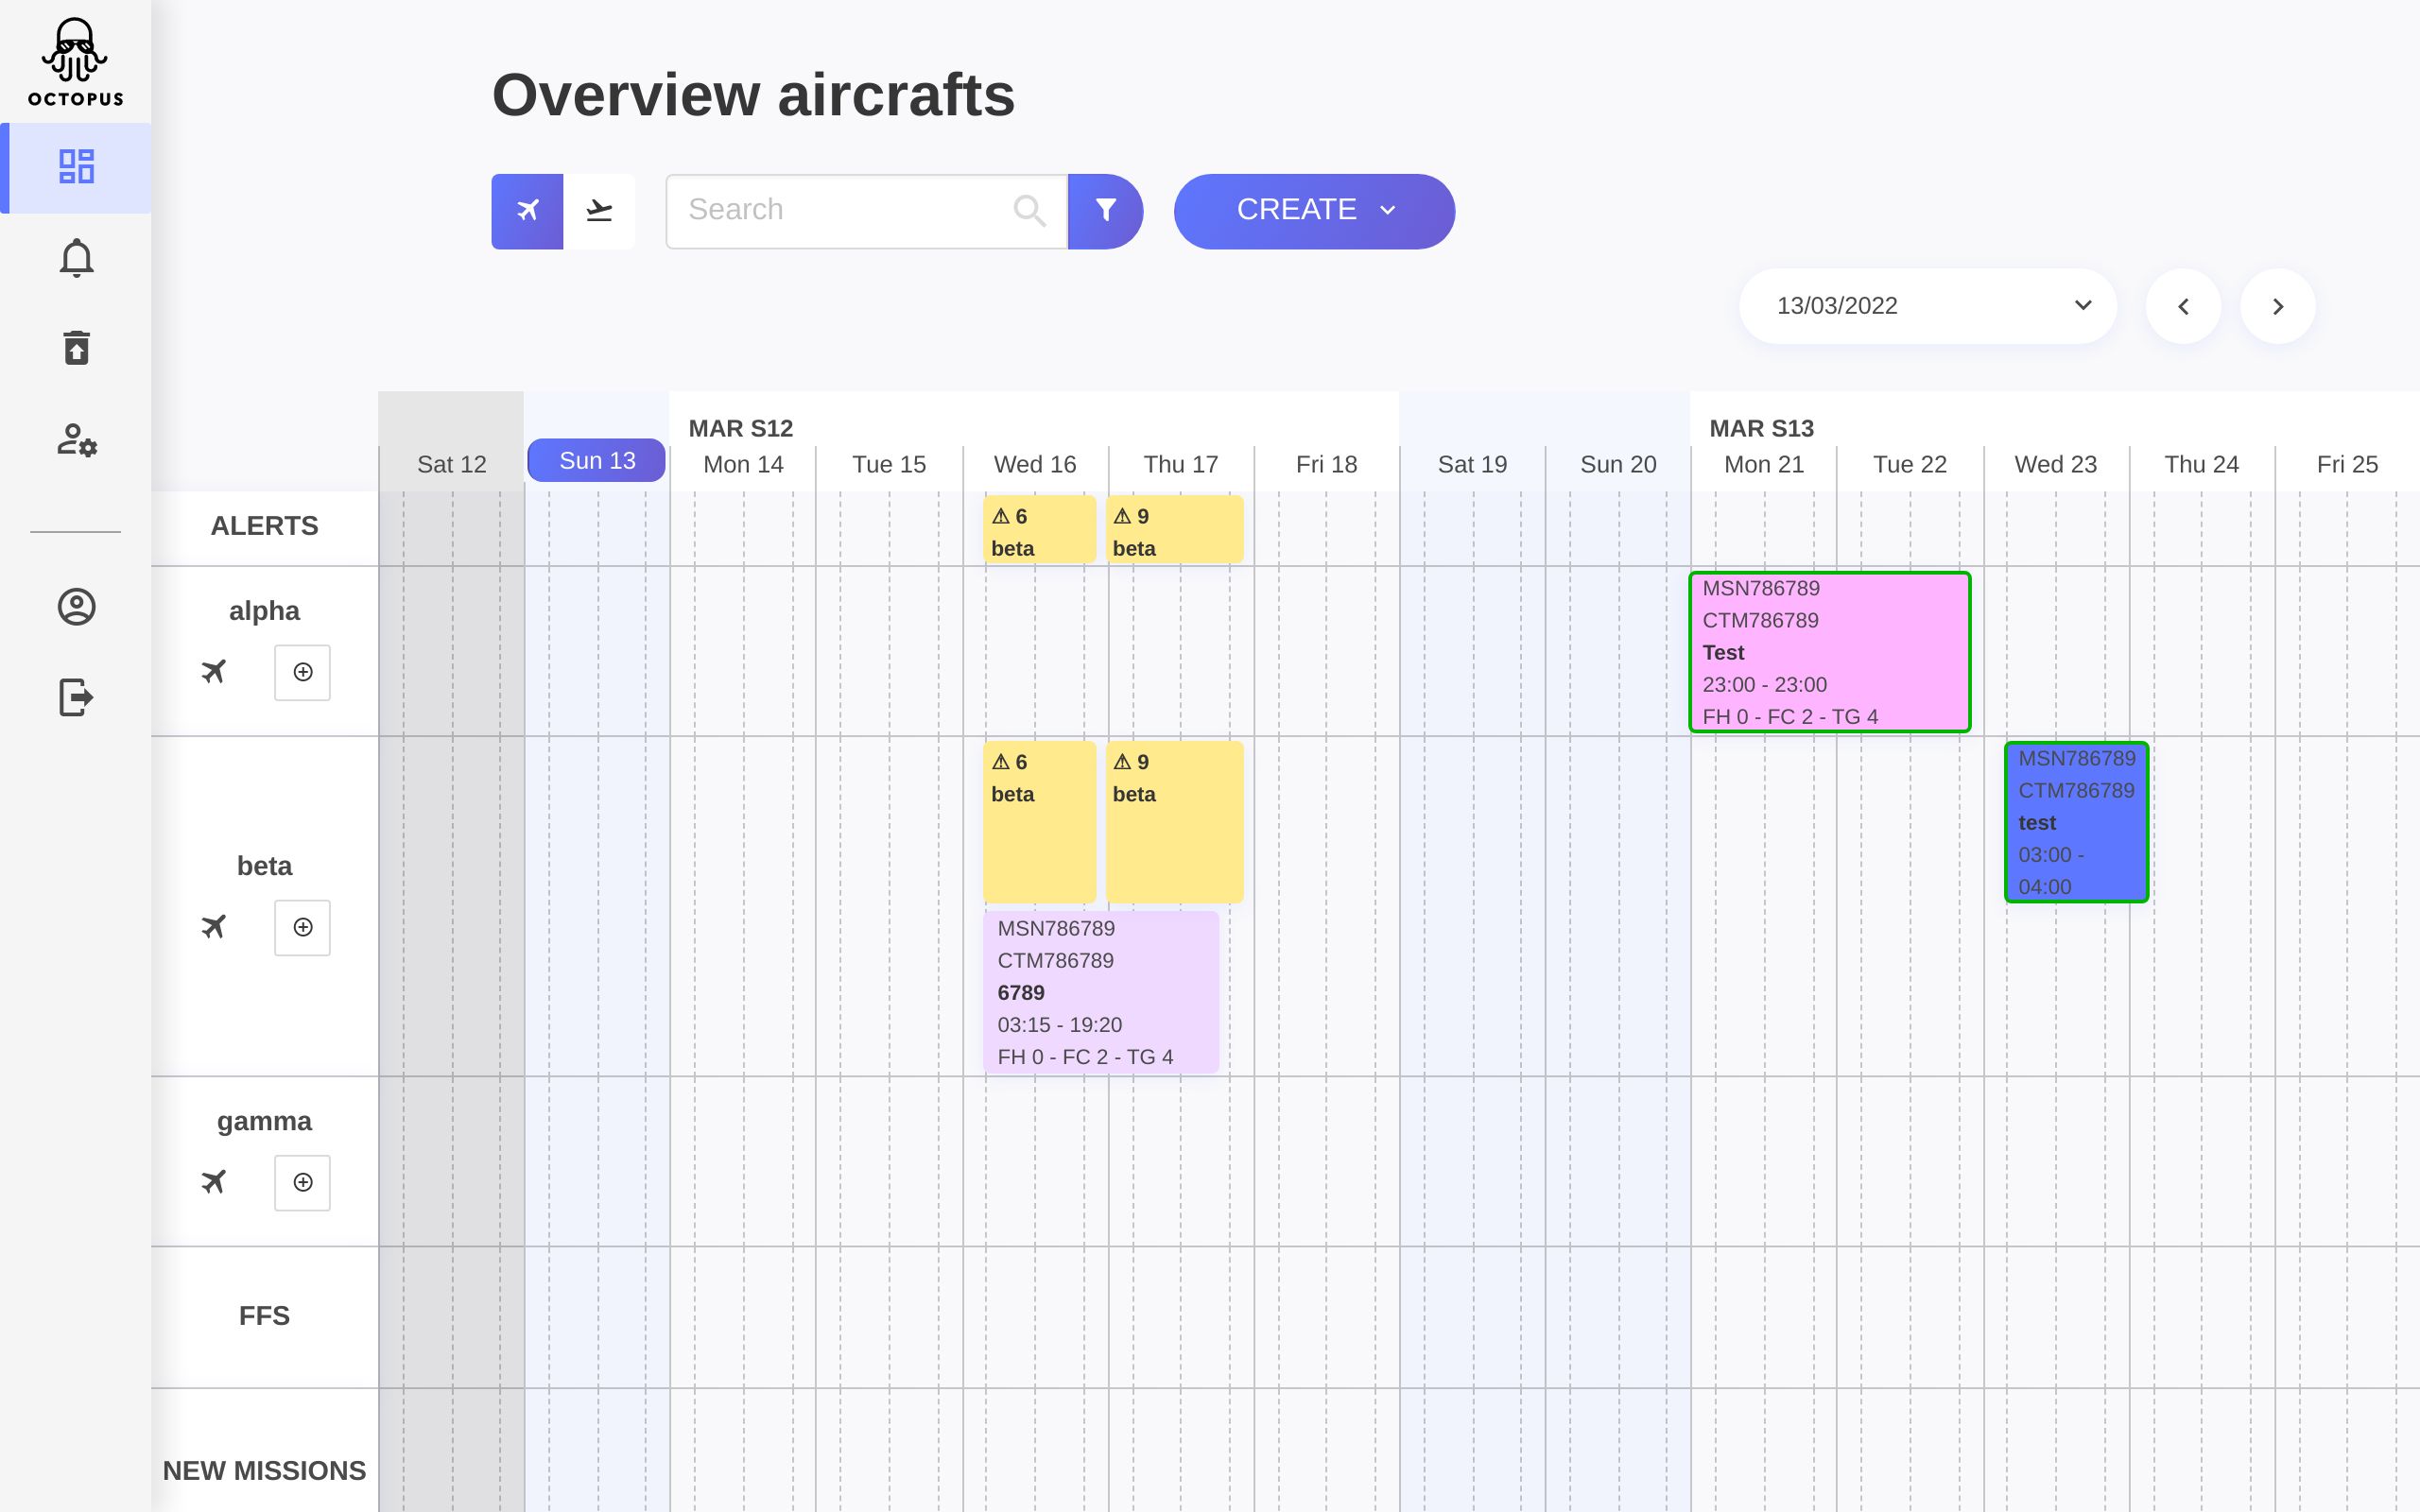 OCTOPUS
Overview aircrafts
Search
CREATE
13/03/2022
MAR S12
MAR S13
Sat 12
Sun 13
Mon 14
Tue 15
Wed 16
Thu 17
Fri 18
Sat 19
Sun 20
Mon 21
Tue 22
Wed 23
Thu 24
Fri 25
ALERTS
⚠ 6
beta
⚠ 9
beta
alpha
MSN786789
CTM786789
Test
23:00 - 23:00
FH 0 - FC 2 - TG 4
beta
⚠ 6
beta
⚠ 9
beta
MSN786789
CTM786789
test
03:00 -
04:00
MSN786789
CTM786789
6789
03:15 - 19:20
FH 0 - FC 2 - TG 4
gamma
FFS
NEW MISSIONS